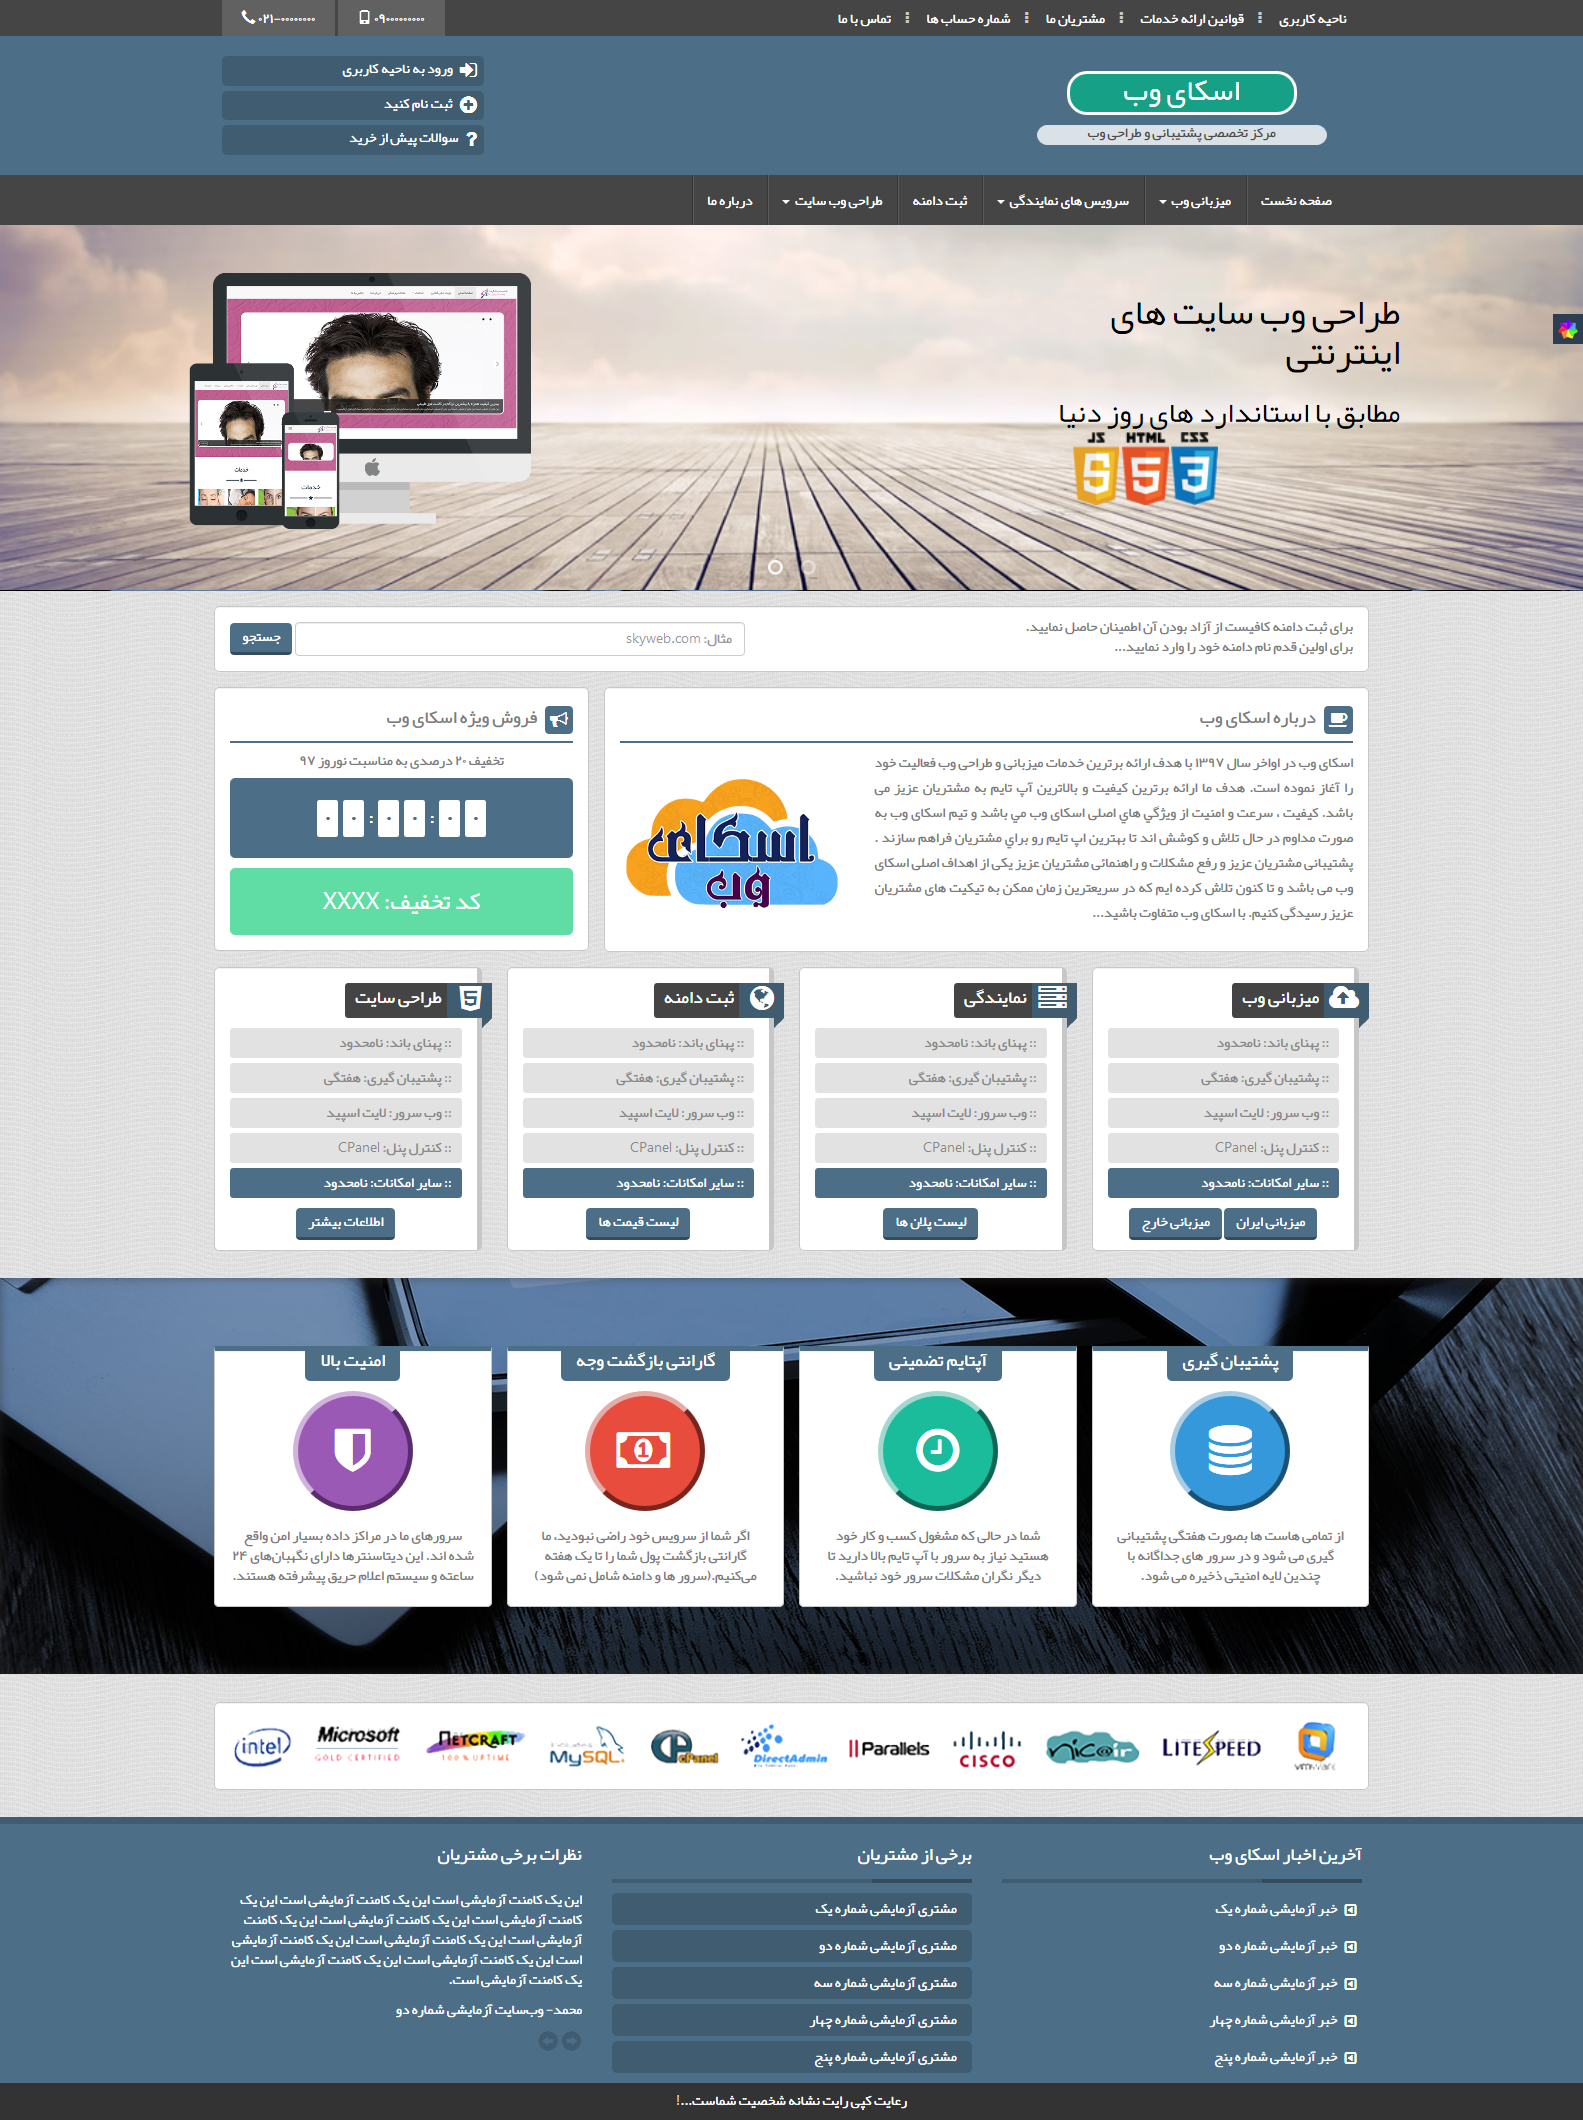 ناحیه کاربری
قوانین ارائه خدمات
مشتریان ما
شماره حساب ها
تماس با ما
۰۹۰۰۰۰۰۰۰۰۰
۰۲۱-۰۰۰۰۰۰۰۰
اسکای وب
مرکز تخصصی پشتیبانی و طراحی وب
ورود به ناحیه کاربری
ثبت نام کنید
سوالات پیش از خرید
صفحه نخست
میزبانی وب
سرویس های نمایندگی
ثبت دامنه
طراحی وب سایت
درباره ما
طراحی وب سایت های
اینترنتی
مطابق با استاندارد های روز دنیا
JS HTML CSS
خدمات
خدمات
برای ثبت دامنه کافیست از آزاد بودن آن اطمینان حاصل نمایید.
برای اولین قدم نام دامنه خود را وارد نمایید...
مثال: skyweb.com
جستجو
درباره اسکای وب
اسکای وب در اواخر سال ۱۳۹۷ با هدف ارائه برترین خدمات میزبانی و طراحی وب فعالیت خود
را آغاز نموده است. هدف ما ارائه برترین کیفیت و بالاترین آپ تایم به مشتریان عزیز می
باشد. کیفیت ، سرعت و امنیت از ویژگي هاي اصلی اسکای وب مي باشد و تیم اسکای وب به
صورت مداوم در حال تلاش و کوشش اند تا بهترین اپ تایم رو براي مشتریان فراهم سازند .
پشتیبانی مشتریان عزیز و رفع مشکلات و راهنمائی مشتریان عزیز یکی از اهداف اصلی اسکای
وب می باشد و تا کنون تلاش کرده ایم که در سریعترین زمان ممکن به تیکیت های مشتریان
عزیز رسیدگی کنیم. با اسکای وب متفاوت باشید...
اسکای
وب
فروش ویژه اسکای وب
تخفیف ۲۰ درصدی به مناسبت نوروز ۹۷
۰ ۰ : ۰ ۰ : ۰ ۰
کد تخفیف: XXXX
میزبانی وب
:: پهنای باند: نامحدود
:: پشتیبان گیری: هفتگی
:: وب سرور: لایت اسپید
:: کنترل پنل: CPanel
:: سایر امکانات: نامحدود
میزبانی ایران
میزبانی خارج
نمایندگی
:: پهنای باند: نامحدود
:: پشتیبان گیری: هفتگی
:: وب سرور: لایت اسپید
:: کنترل پنل: CPanel
:: سایر امکانات: نامحدود
لیست پلان ها
ثبت دامنه
:: پهنای باند: نامحدود
:: پشتیبان گیری: هفتگی
:: وب سرور: لایت اسپید
:: کنترل پنل: CPanel
:: سایر امکانات: نامحدود
لیست قیمت ها
طراحی سایت
:: پهنای باند: نامحدود
:: پشتیبان گیری: هفتگی
:: وب سرور: لایت اسپید
:: کنترل پنل: CPanel
:: سایر امکانات: نامحدود
اطلاعات بیشتر
پشتیبان گیری
از تمامی هاست ها بصورت هفتگی پشتیبانی
گیری می شود و در سرور های جداگانه با
چندین لایه امنیتی ذخیره می شود.
آپتایم تضمینی
شما در حالی که مشغول کسب و کار خود
هستید نیاز به سرور با آپ تایم بالا دارید تا
دیگر نگران مشکلات سرور خود نباشید.
گارانتی بازگشت وجه
اگر شما از سرویس خود راضی نبودید، ما
گارانتی بازگشت پول شما را تا یک هفته
می‌کنیم.(سرور ها و دامنه شامل نمی شود)
امنیت بالا
سرورهای ما در مراکز داده بسیار امن واقع
شده اند. این دیتاسنترها دارای نگهبان‌های ۲۴
ساعته و سیستم اعلام حریق پیشرفته هستند.
intel
Microsoft
GOLD CERTIFIED
NETCRAFT
100% UPTIME
MySQL
cPanel
DirectAdmin
Parallels
CISCO
nic.ir
LITESPEED
vmware
آخرین اخبار اسکای وب
خبر آزمایشی شماره یک
خبر آزمایشی شماره دو
خبر آزمایشی شماره سه
خبر آزمایشی شماره چهار
خبر آزمایشی شماره پنج
برخی از مشتریان
مشتری آزمایشی شماره یک
مشتری آزمایشی شماره دو
مشتری آزمایشی شماره سه
مشتری آزمایشی شماره چهار
مشتری آزمایشی شماره پنج
نظرات برخی مشتریان
این یک کامنت آزمایشی است این یک کامنت آزمایشی است این یک
کامنت آزمایشی است این یک کامنت آزمایشی است این یک کامنت
آزمایشی است این یک کامنت آزمایشی است این یک کامنت آزمایشی
است این یک کامنت آزمایشی است این یک کامنت آزمایشی است این
یک کامنت آزمایشی است.
محمد- وب‌سایت آزمایشی شماره دو
رعایت کپی رایت نشانه شخصیت شماست...!